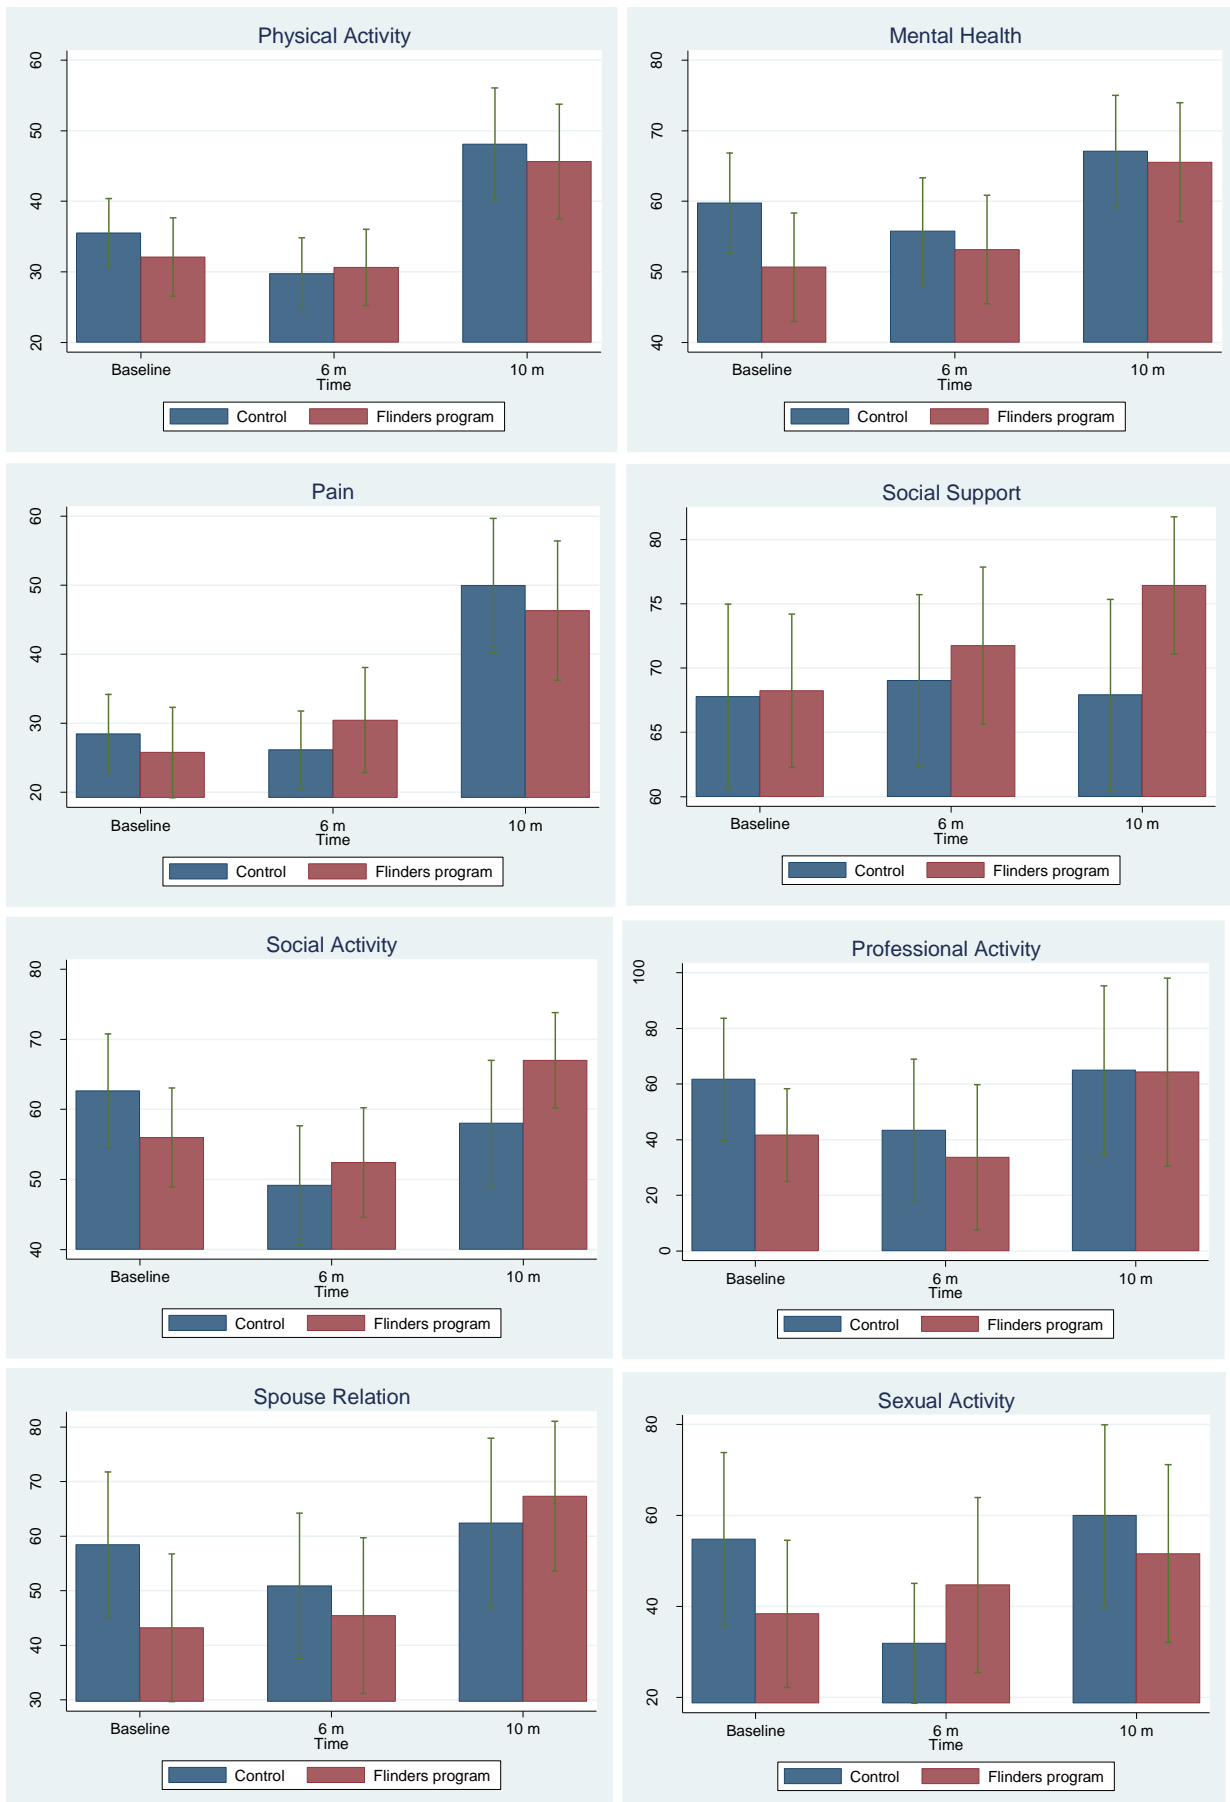 Physical Activity
60
50
40
30
20
Baseline 6 m 10 m
Time
Control Flinders program
Mental Health
80
70
60
50
40
Baseline 6 m 10 m
Time
Control Flinders program
Pain
60
50
40
30
20
Baseline 6 m 10 m
Time
Control Flinders program
Social Support
80
75
70
65
60
Baseline 6 m 10 m
Time
Control Flinders program
Social Activity
80
70
60
50
40
Baseline 6 m 10 m
Time
Control Flinders program
Professional Activity
100
80
60
40
20
0
Baseline 6 m 10 m
Time
Control Flinders program
Spouse Relation
80
70
60
50
40
30
Baseline 6 m 10 m
Time
Control Flinders program
Sexual Activity
80
60
40
20
Baseline 6 m 10 m
Time
Control Flinders program